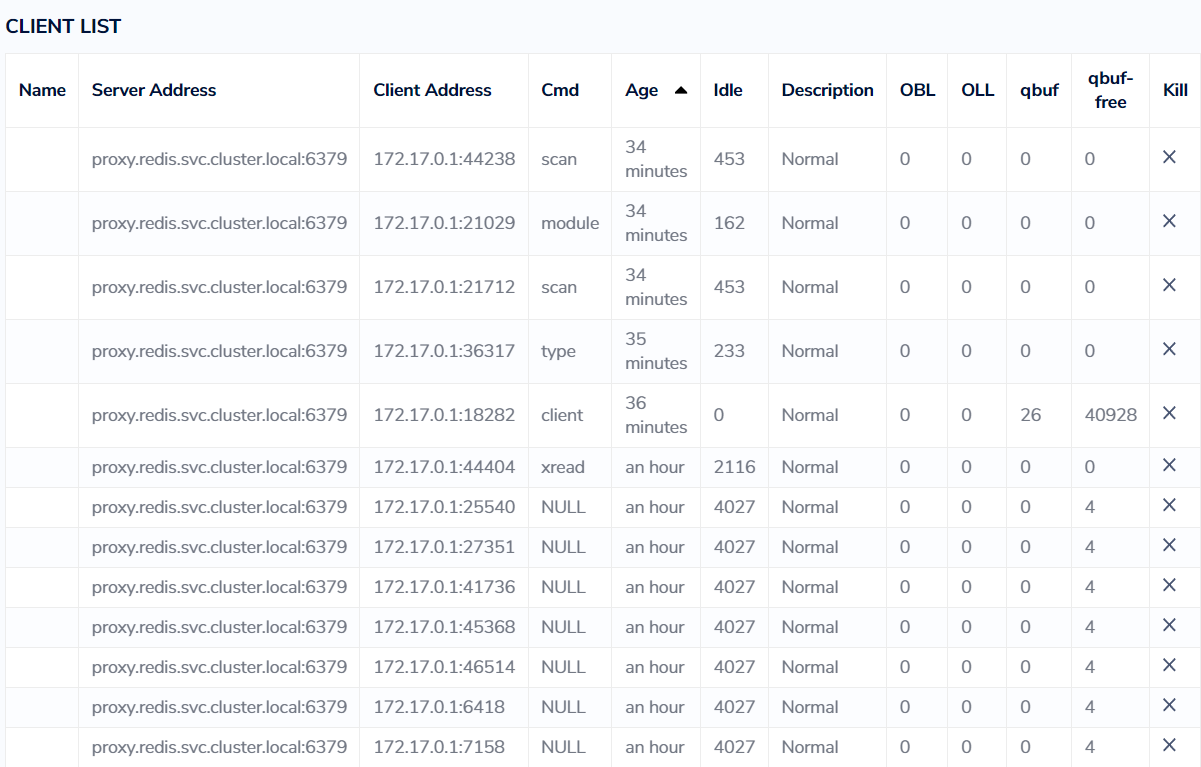 CLIENT LIST
Name Server Address Client Address Cmd Age Idle Description OBL OLL qbuf qbuf-free Kill
proxy.redis.svc.cluster.local:6379 172.17.0.1:44238 scan 34 minutes 453 Normal 0 0 0 0
proxy.redis.svc.cluster.local:6379 172.17.0.1:21029 module 34 minutes 162 Normal 0 0 0 0
proxy.redis.svc.cluster.local:6379 172.17.0.1:21712 scan 34 minutes 453 Normal 0 0 0 0
proxy.redis.svc.cluster.local:6379 172.17.0.1:36317 type 35 minutes 233 Normal 0 0 0 0
proxy.redis.svc.cluster.local:6379 172.17.0.1:18282 client 36 minutes 0 Normal 0 0 26 40928
proxy.redis.svc.cluster.local:6379 172.17.0.1:44404 xread an hour 2116 Normal 0 0 0 0
proxy.redis.svc.cluster.local:6379 172.17.0.1:25540 NULL an hour 4027 Normal 0 0 0 4
proxy.redis.svc.cluster.local:6379 172.17.0.1:27351 NULL an hour 4027 Normal 0 0 0 4
proxy.redis.svc.cluster.local:6379 172.17.0.1:41736 NULL an hour 4027 Normal 0 0 0 4
proxy.redis.svc.cluster.local:6379 172.17.0.1:45368 NULL an hour 4027 Normal 0 0 0 4
proxy.redis.svc.cluster.local:6379 172.17.0.1:46514 NULL an hour 4027 Normal 0 0 0 4
proxy.redis.svc.cluster.local:6379 172.17.0.1:6418 NULL an hour 4027 Normal 0 0 0 4
proxy.redis.svc.cluster.local:6379 172.17.0.1:7158 NULL an hour 4027 Normal 0 0 0 4